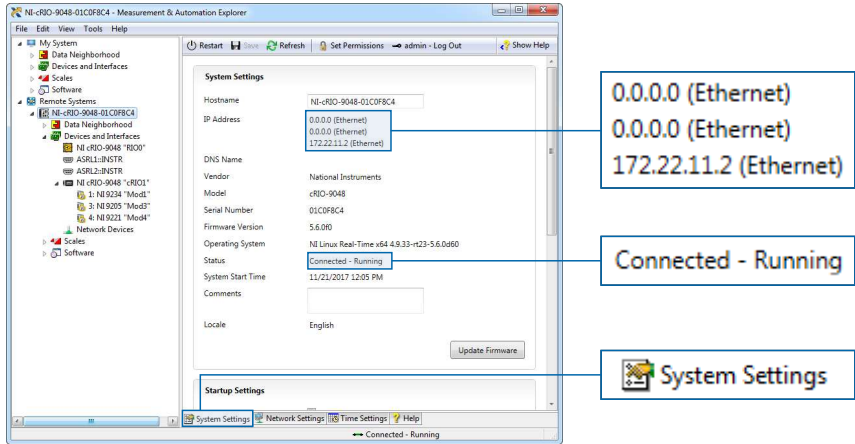 NI-cRIO-9048-01C0F8C4 - Measurement & Automation Explorer
File Edit View Tools Help
My System
Data Neighborhood
Devices and Interfaces
Scales
Software
Remote Systems
NI-cRIO-9048-01C0F8C4
Data Neighborhood
Devices and Interfaces
NI cRIO-9048 "RIO0"
ASRL1::INSTR
ASRL2::INSTR
NI cRIO-9048 "cRIO1"
1: NI 9234 "Mod1"
3: NI 9205 "Mod3"
4: NI 9221 "Mod4"
Network Devices
Scales
Software
Restart Save Refresh Set Permissions admin - Log Out Show Help
System Settings
Hostname NI-cRIO-9048-01C0F8C4
IP Address 0.0.0.0 (Ethernet)
0.0.0.0 (Ethernet)
172.22.11.2 (Ethernet)
DNS Name
Vendor National Instruments
Model cRIO-9048
Serial Number 01C0F8C4
Firmware Version 5.6.0f0
Operating System NI Linux Real-Time x64 4.9.33-rt23-5.6.0d60
Status Connected - Running
System Start Time 11/21/2017 12:05 PM
Comments
Locale English
Update Firmware
Startup Settings
System Settings Network Settings Time Settings Help
Connected - Running
0.0.0.0 (Ethernet)
0.0.0.0 (Ethernet)
172.22.11.2 (Ethernet)
Connected - Running
System Settings